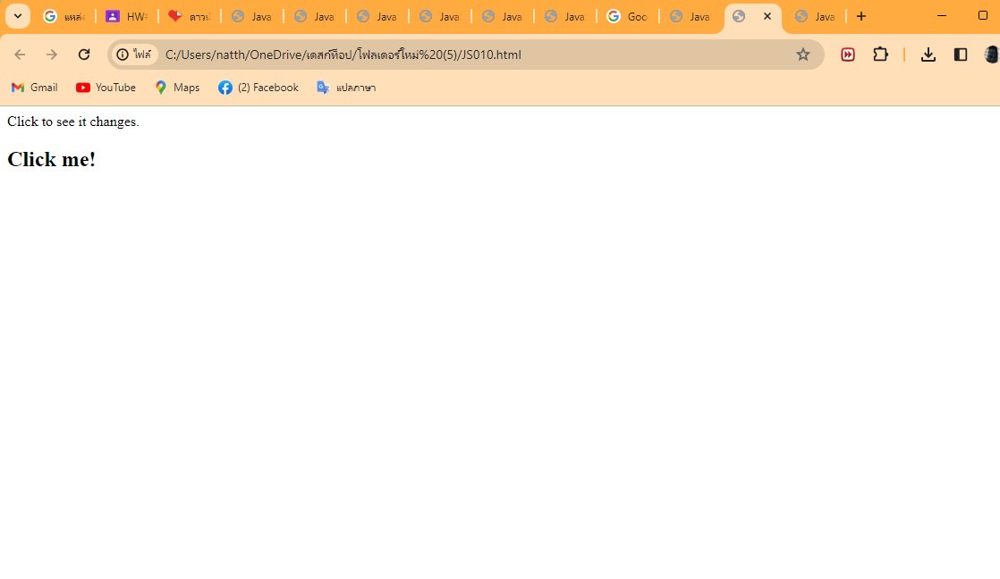 แหล่ง HW# ดาวน์ Java Java Java Java Java Java Goo Java Java
ไฟล์ C:/Users/natth/OneDrive/เดสก์ท็อป/โฟลเดอร์ใหม่%20(5)/JS010.html
Gmail YouTube Maps (2) Facebook แปลภาษา
Click to see it changes.
Click me!